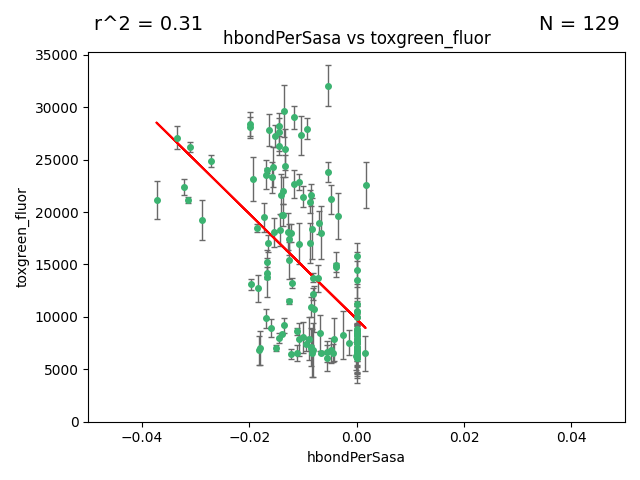 r^2 = 0.31
N = 129
hbondPerSasa vs toxgreen_fluor
35000
30000
25000
20000
15000
10000
5000
0
toxgreen_fluor
−0.04
−0.02
0.00
0.02
0.04
hbondPerSasa